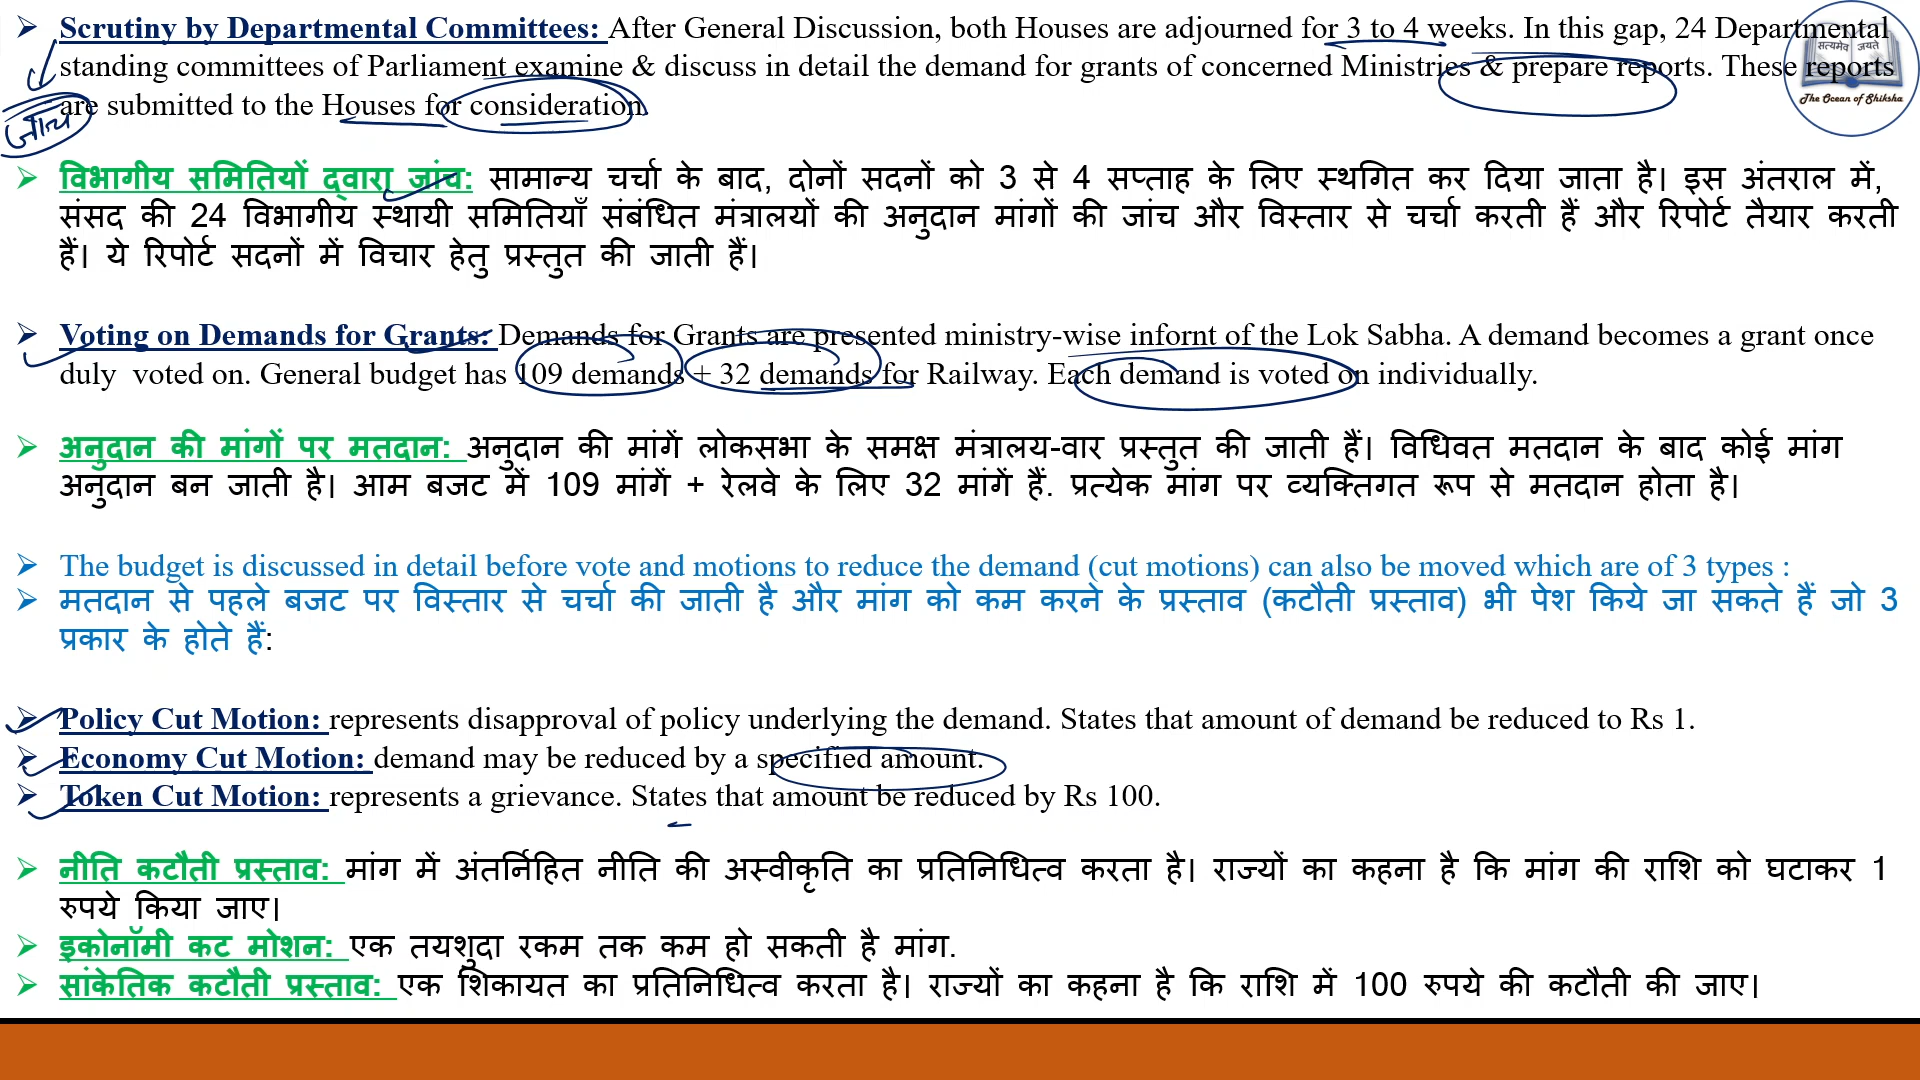 ➢ Scrutiny by Departmental Committees: After General Discussion, both Houses are adjourned for 3 to 4 weeks. In this gap, 24 Departmental
standing committees of Parliament examine & discuss in detail the demand for grants of concerned Ministries & prepare reports. These reports
are submitted to the Houses for consideration.
सत्यमेव जयते
The Ocean of Shiksha
जांच
➢ विभागीय समितियों द्वारा जांच: सामान्य चर्चा के बाद, दोनों सदनों को 3 से 4 सप्ताह के लिए स्थगित कर दिया जाता है। इस अंतराल में,
संसद की 24 विभागीय स्थायी समितियाँ संबंधित मंत्रालयों की अनुदान मांगों की जांच और विस्तार से चर्चा करती हैं और रिपोर्ट तैयार करती
हैं। ये रिपोर्ट सदनों में विचार हेतु प्रस्तुत की जाती हैं।
➢ Voting on Demands for Grants: Demands for Grants are presented ministry-wise infornt of the Lok Sabha. A demand becomes a grant once
duly voted on. General budget has 109 demands + 32 demands for Railway. Each demand is voted on individually.
➢ अनुदान की मांगों पर मतदान: अनुदान की मांगें लोकसभा के समक्ष मंत्रालय-वार प्रस्तुत की जाती हैं। विधिवत मतदान के बाद कोई मांग
अनुदान बन जाती है। आम बजट में 109 मांगें + रेलवे के लिए 32 मांगें हैं. प्रत्येक मांग पर व्यक्तिगत रूप से मतदान होता है।
➢ The budget is discussed in detail before vote and motions to reduce the demand (cut motions) can also be moved which are of 3 types :
➢ मतदान से पहले बजट पर विस्तार से चर्चा की जाती है और मांग को कम करने के प्रस्ताव (कटौती प्रस्ताव) भी पेश किये जा सकते हैं जो 3
प्रकार के होते हैं:
➢ Policy Cut Motion: represents disapproval of policy underlying the demand. States that amount of demand be reduced to Rs 1.
➢ Economy Cut Motion: demand may be reduced by a specified amount.
➢ Token Cut Motion: represents a grievance. States that amount be reduced by Rs 100.
➢ नीति कटौती प्रस्ताव: मांग में अंतर्निहित नीति की अस्वीकृति का प्रतिनिधित्व करता है। राज्यों का कहना है कि मांग की राशि को घटाकर 1
रुपये किया जाए।
➢ इकोनॉमी कट मोशन: एक तयशुदा रकम तक कम हो सकती है मांग.
➢ सांकेतिक कटौती प्रस्ताव: एक शिकायत का प्रतिनिधित्व करता है। राज्यों का कहना है कि राशि में 100 रुपये की कटौती की जाए।